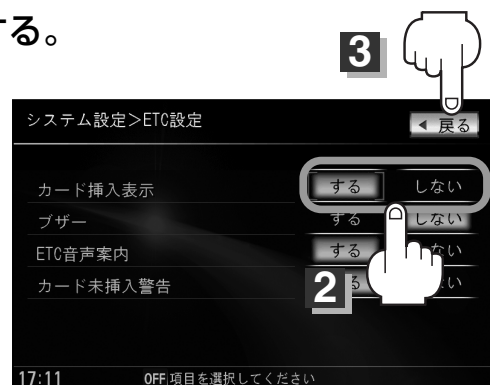 する。
3
システム設定>ETC設定
◀ 戻る
カード挿入表示 する しない
ブザー する しない
ETC音声案内 する
カード未挿入警告
2
17:11 OFF 項目を選択してください